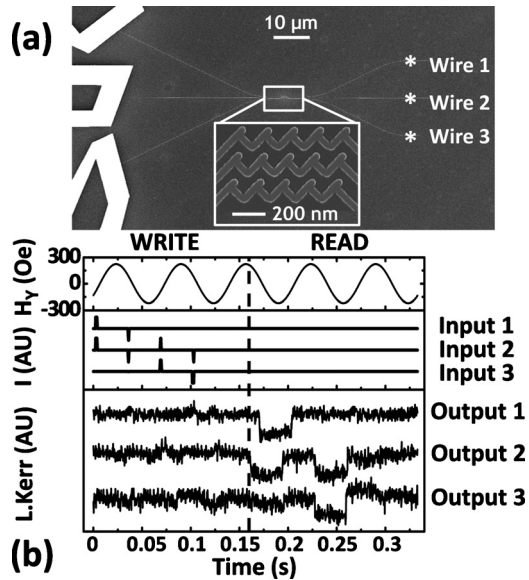 (a)
10 µm
* Wire 1
* Wire 2
* Wire 3
200 nm
WRITE READ
300
0
-300
H_Y (Oe)
I (AU)
Input 1
Input 2
Input 3
L.Kerr (AU)
Output 1
Output 2
Output 3
0 0.05 0.1 0.15 0.2 0.25 0.3
Time (s)
(b)